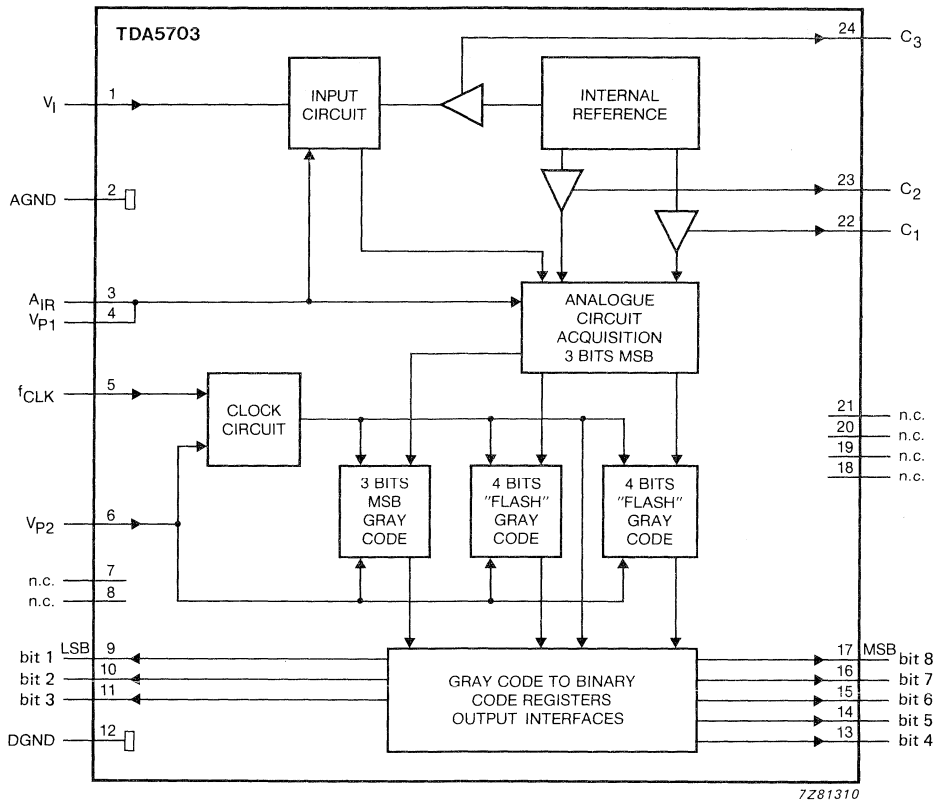 TDA5703
24 C3
INPUT CIRCUIT
INTERNAL REFERENCE
VI 1
AGND 2
23 C2
22 C1
AIR 3
VP1 4
ANALOGUE CIRCUIT ACQUISITION 3 BITS MSB
fCLK 5
CLOCK CIRCUIT
21 n.c.
20 n.c.
19 n.c.
18 n.c.
3 BITS MSB GRAY CODE
4 BITS "FLASH" GRAY CODE
4 BITS "FLASH" GRAY CODE
VP2 6
n.c. 7
n.c. 8
bit 1 LSB 9
bit 2 10
bit 3 11
DGND 12
GRAY CODE TO BINARY CODE REGISTERS OUTPUT INTERFACES
17 MSB bit 8
16 bit 7
15 bit 6
14 bit 5
13 bit 4
7Z81310